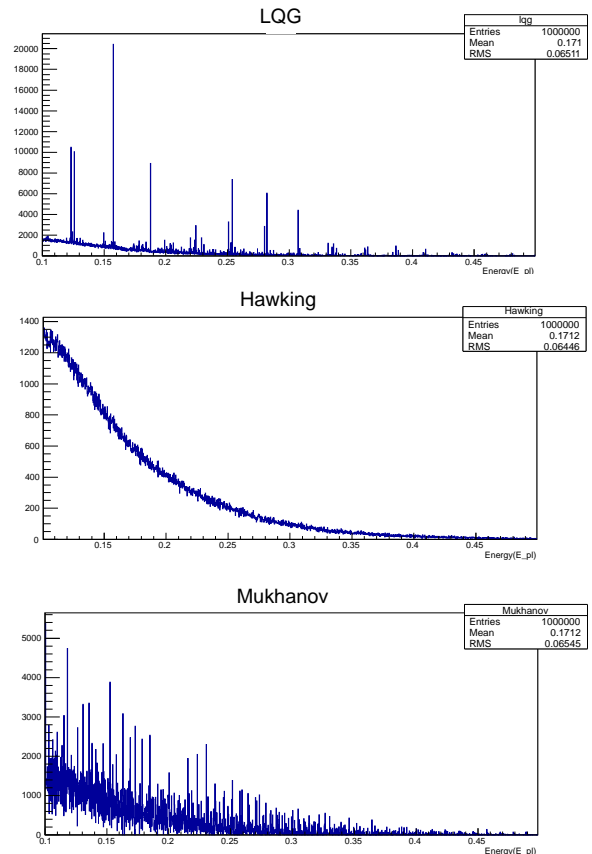 LQG
lqg
Entries 1000000
Mean 0.171
RMS 0.06511
20000
18000
16000
14000
12000
10000
8000
6000
4000
2000
0
0.1 0.15 0.2 0.25 0.3 0.35 0.4 0.45
Energy(E_pl)
Hawking
Hawking
Entries 1000000
Mean 0.1712
RMS 0.06446
1400
1200
1000
800
600
400
200
0
0.15 0.2 0.25 0.3 0.35 0.4 0.45
Energy(E_pl)
Mukhanov
Mukhanov
Entries 1000000
Mean 0.1712
RMS 0.06545
5000
4000
3000
2000
1000
0
0.1 0.15 0.2 0.25 0.3 0.35 0.4 0.45
Energy(E_pl)